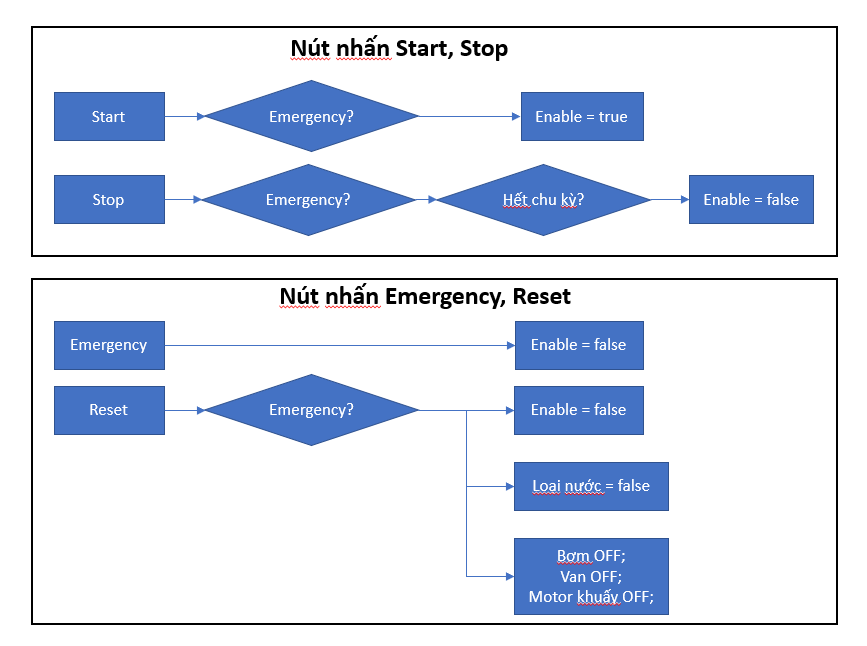 Nút nhấn Start, Stop
Start
Emergency?
Enable = true
Stop
Emergency?
Hết chu kỳ?
Enable = false
Nút nhấn Emergency, Reset
Emergency
Enable = false
Reset
Emergency?
Enable = false
Loại nước = false
Bơm OFF;
Van OFF;
Motor khuấy OFF;